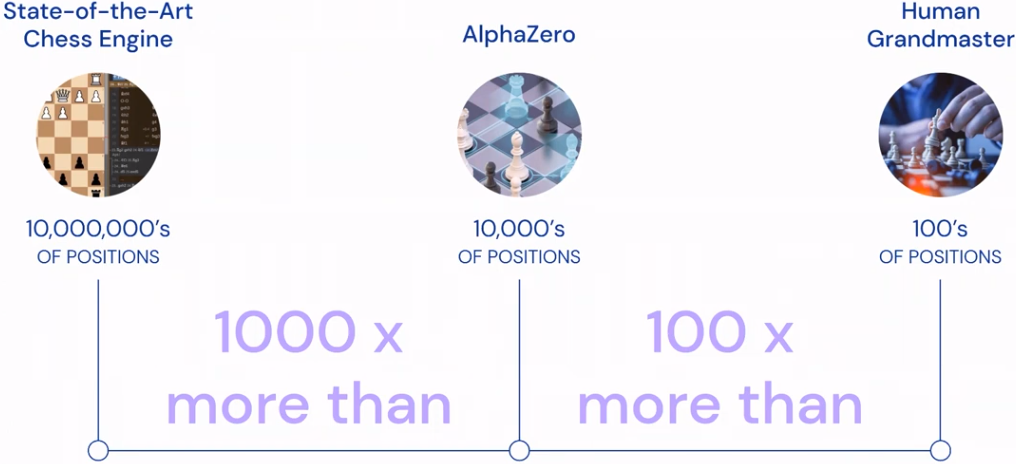 State-of-the-Art
Chess Engine
AlphaZero
Human
Grandmaster
10,000,000's
OF POSITIONS
10,000's
OF POSITIONS
100's
OF POSITIONS
1000 x
more than
100 x
more than